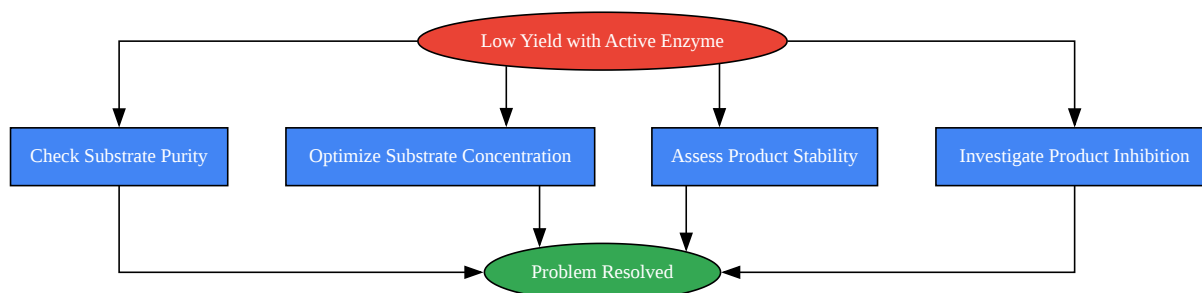 Low Yield with Active Enzyme
Check Substrate Purity
Optimize Substrate Concentration
Assess Product Stability
Investigate Product Inhibition
Problem Resolved